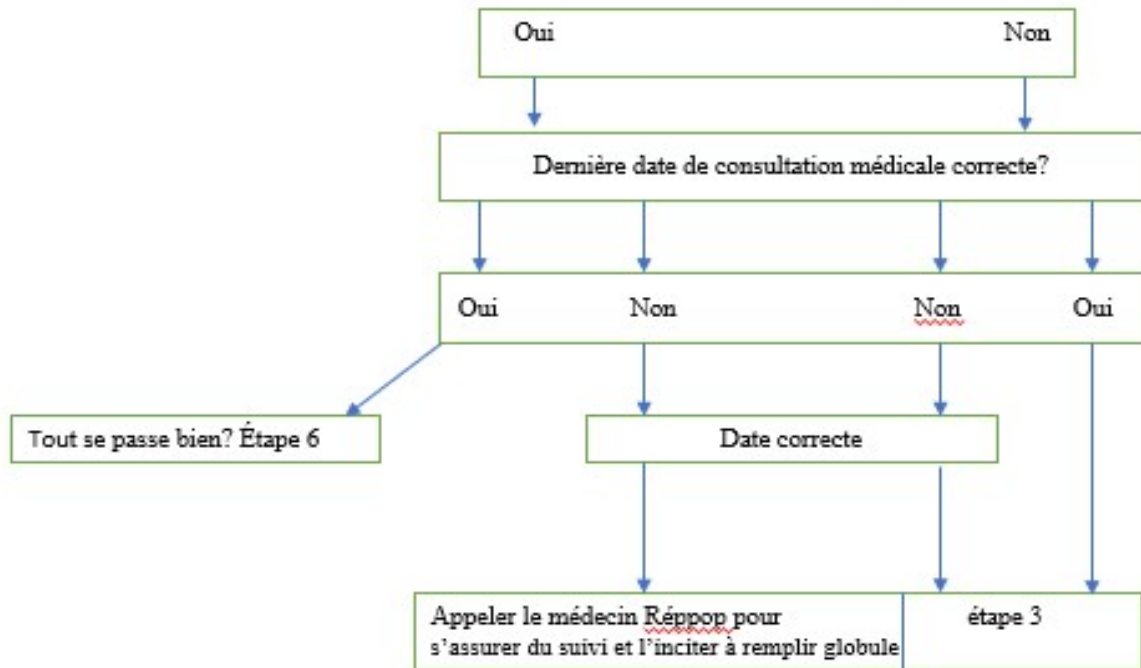 Oui Non
Dernière date de consultation médicale correcte?
Oui Non Non Oui
Tout se passe bien? Étape 6
Date correcte
Appeler le médecin Réppop pour
s'assurer du suivi et l'inciter à remplir globule
étape 3